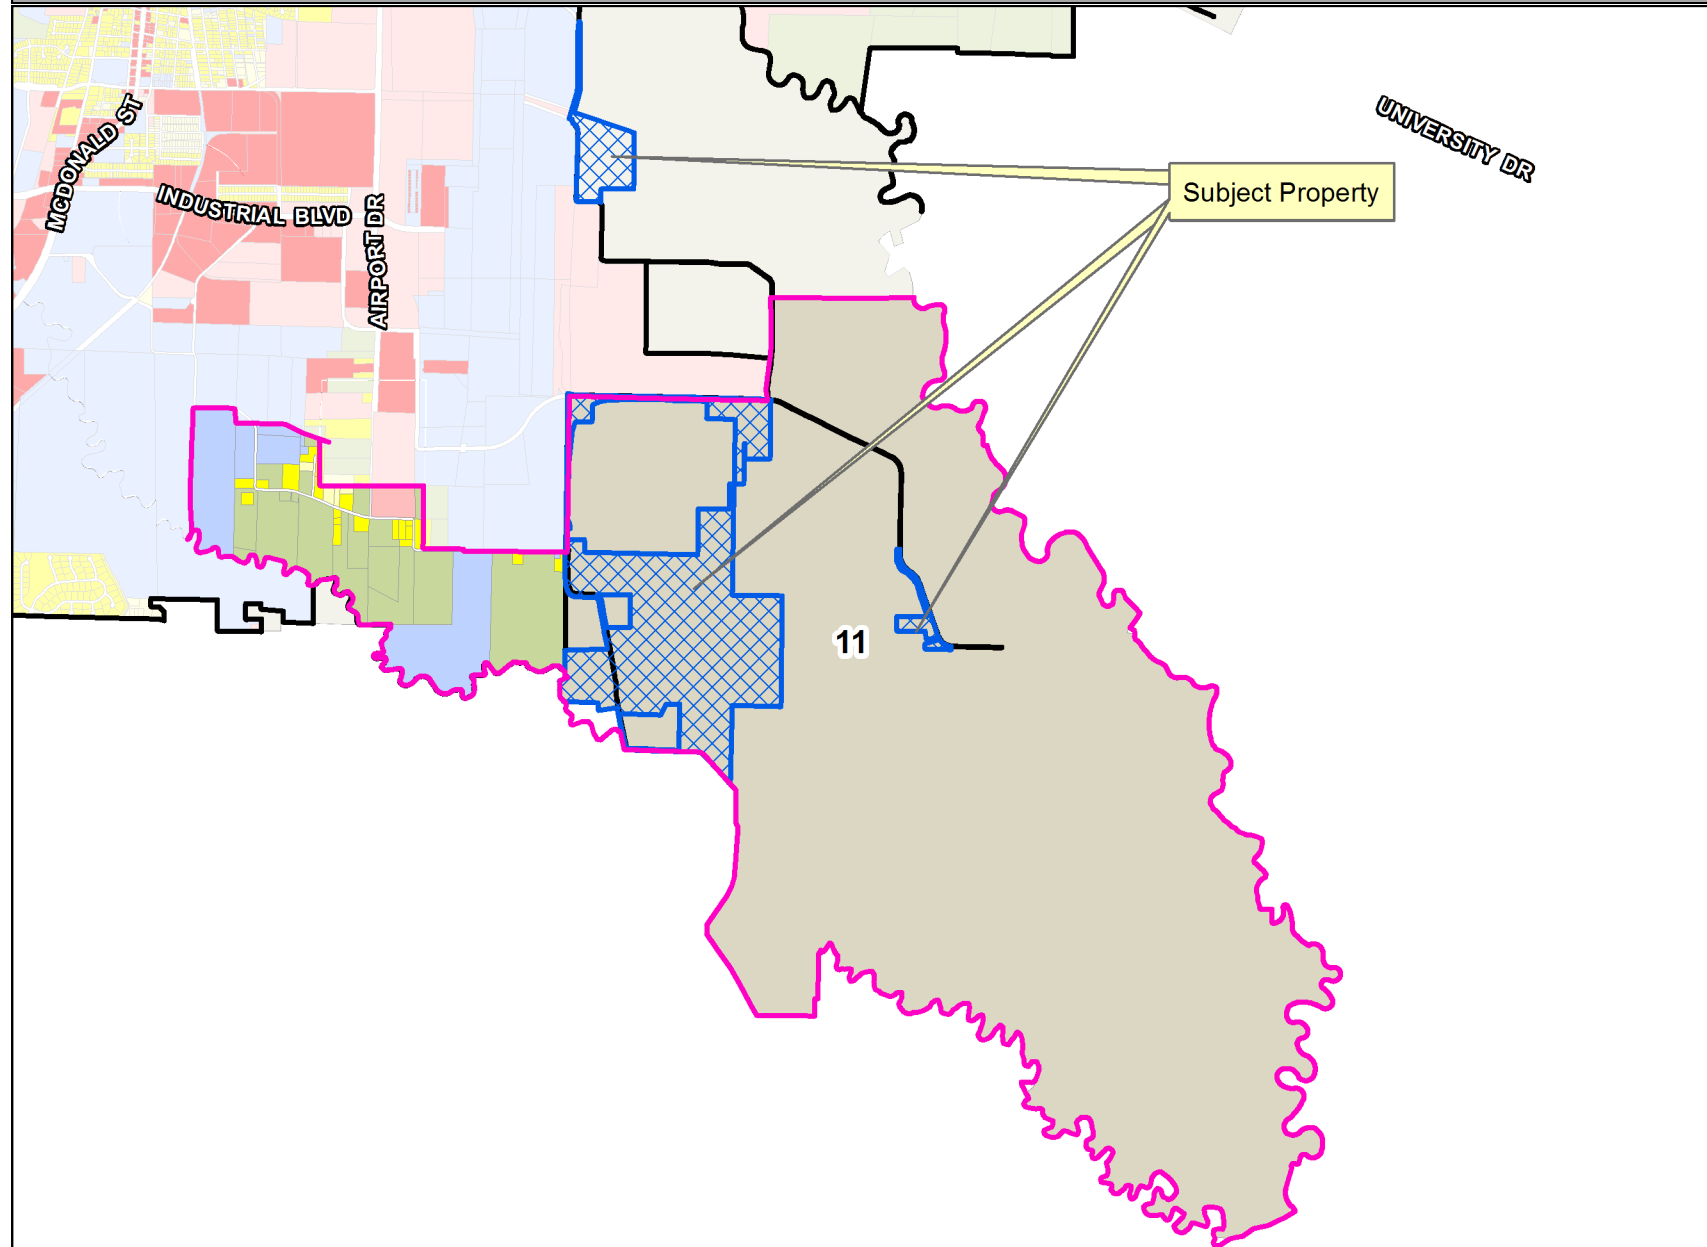 UNIVERSITY DR
MCDONALD ST
Subject Property
INDUSTRIAL BLVD
AIRPORT DR
11